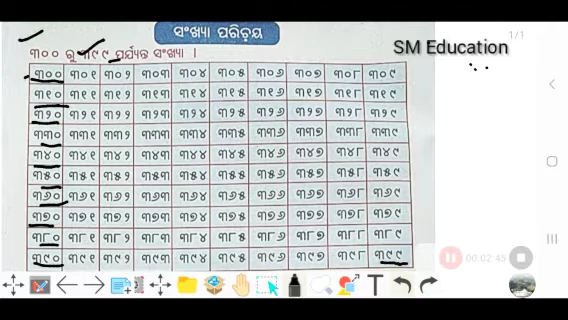 ସଂଖ୍ୟା ପରିଚୟ
1/1
୩୦୦ ରୁ ୩୯୯ ପର୍ଯ୍ୟନ୍ତ ସଂଖ୍ୟା ।
SM Education
୩୦୦ ୩୦୧ ୩୦୨ ୩୦୩ ୩୦୪ ୩୦୫ ୩୦୬ ୩୦୭ ୩୦୮ ୩୦୯
୩୧୦ ୩୧୧ ୩୧୨ ୩୧୩ ୩୧୪ ୩୧୫ ୩୧୬ ୩୧୭ ୩୧୮ ୩୧୯
୩୨୦ ୩୨୧ ୩୨୨ ୩୨୩ ୩୨୪ ୩୨୫ ୩୨୬ ୩୨୭ ୩୨୮ ୩୨୯
୩୩୦ ୩୩୧ ୩୩୨ ୩୩୩ ୩୩୪ ୩୩୫ ୩୩୬ ୩୩୭ ୩୩୮ ୩୩୯
୩୪୦ ୩୪୧ ୩୪୨ ୩୪୩ ୩୪୪ ୩୪୫ ୩୪୬ ୩୪୭ ୩୪୮ ୩୪୯
୩୫୦ ୩୫୧ ୩୫୨ ୩୫୩ ୩୫୪ ୩୫୫ ୩୫୬ ୩୫୭ ୩୫୮ ୩୫୯
୩୬୦ ୩୬୧ ୩୬୨ ୩୬୩ ୩୬୪ ୩୬୫ ୩୬୬ ୩୬୭ ୩୬୮ ୩୬୯
୩୭୦ ୩୭୧ ୩୭୨ ୩୭୩ ୩୭୪ ୩୭୫ ୩୭୬ ୩୭୭ ୩୭୮ ୩୭୯
୩୮୦ ୩୮୧ ୩୮୨ ୩୮୩ ୩୮୪ ୩୮୫ ୩୮୬ ୩୮୭ ୩୮୮ ୩୮୯
୩୯୦ ୩୯୧ ୩୯୨ ୩୯୩ ୩୯୪ ୩୯୫ ୩୯୬ ୩୯୭ ୩୯୮ ୩୯୯
00:02:45
T